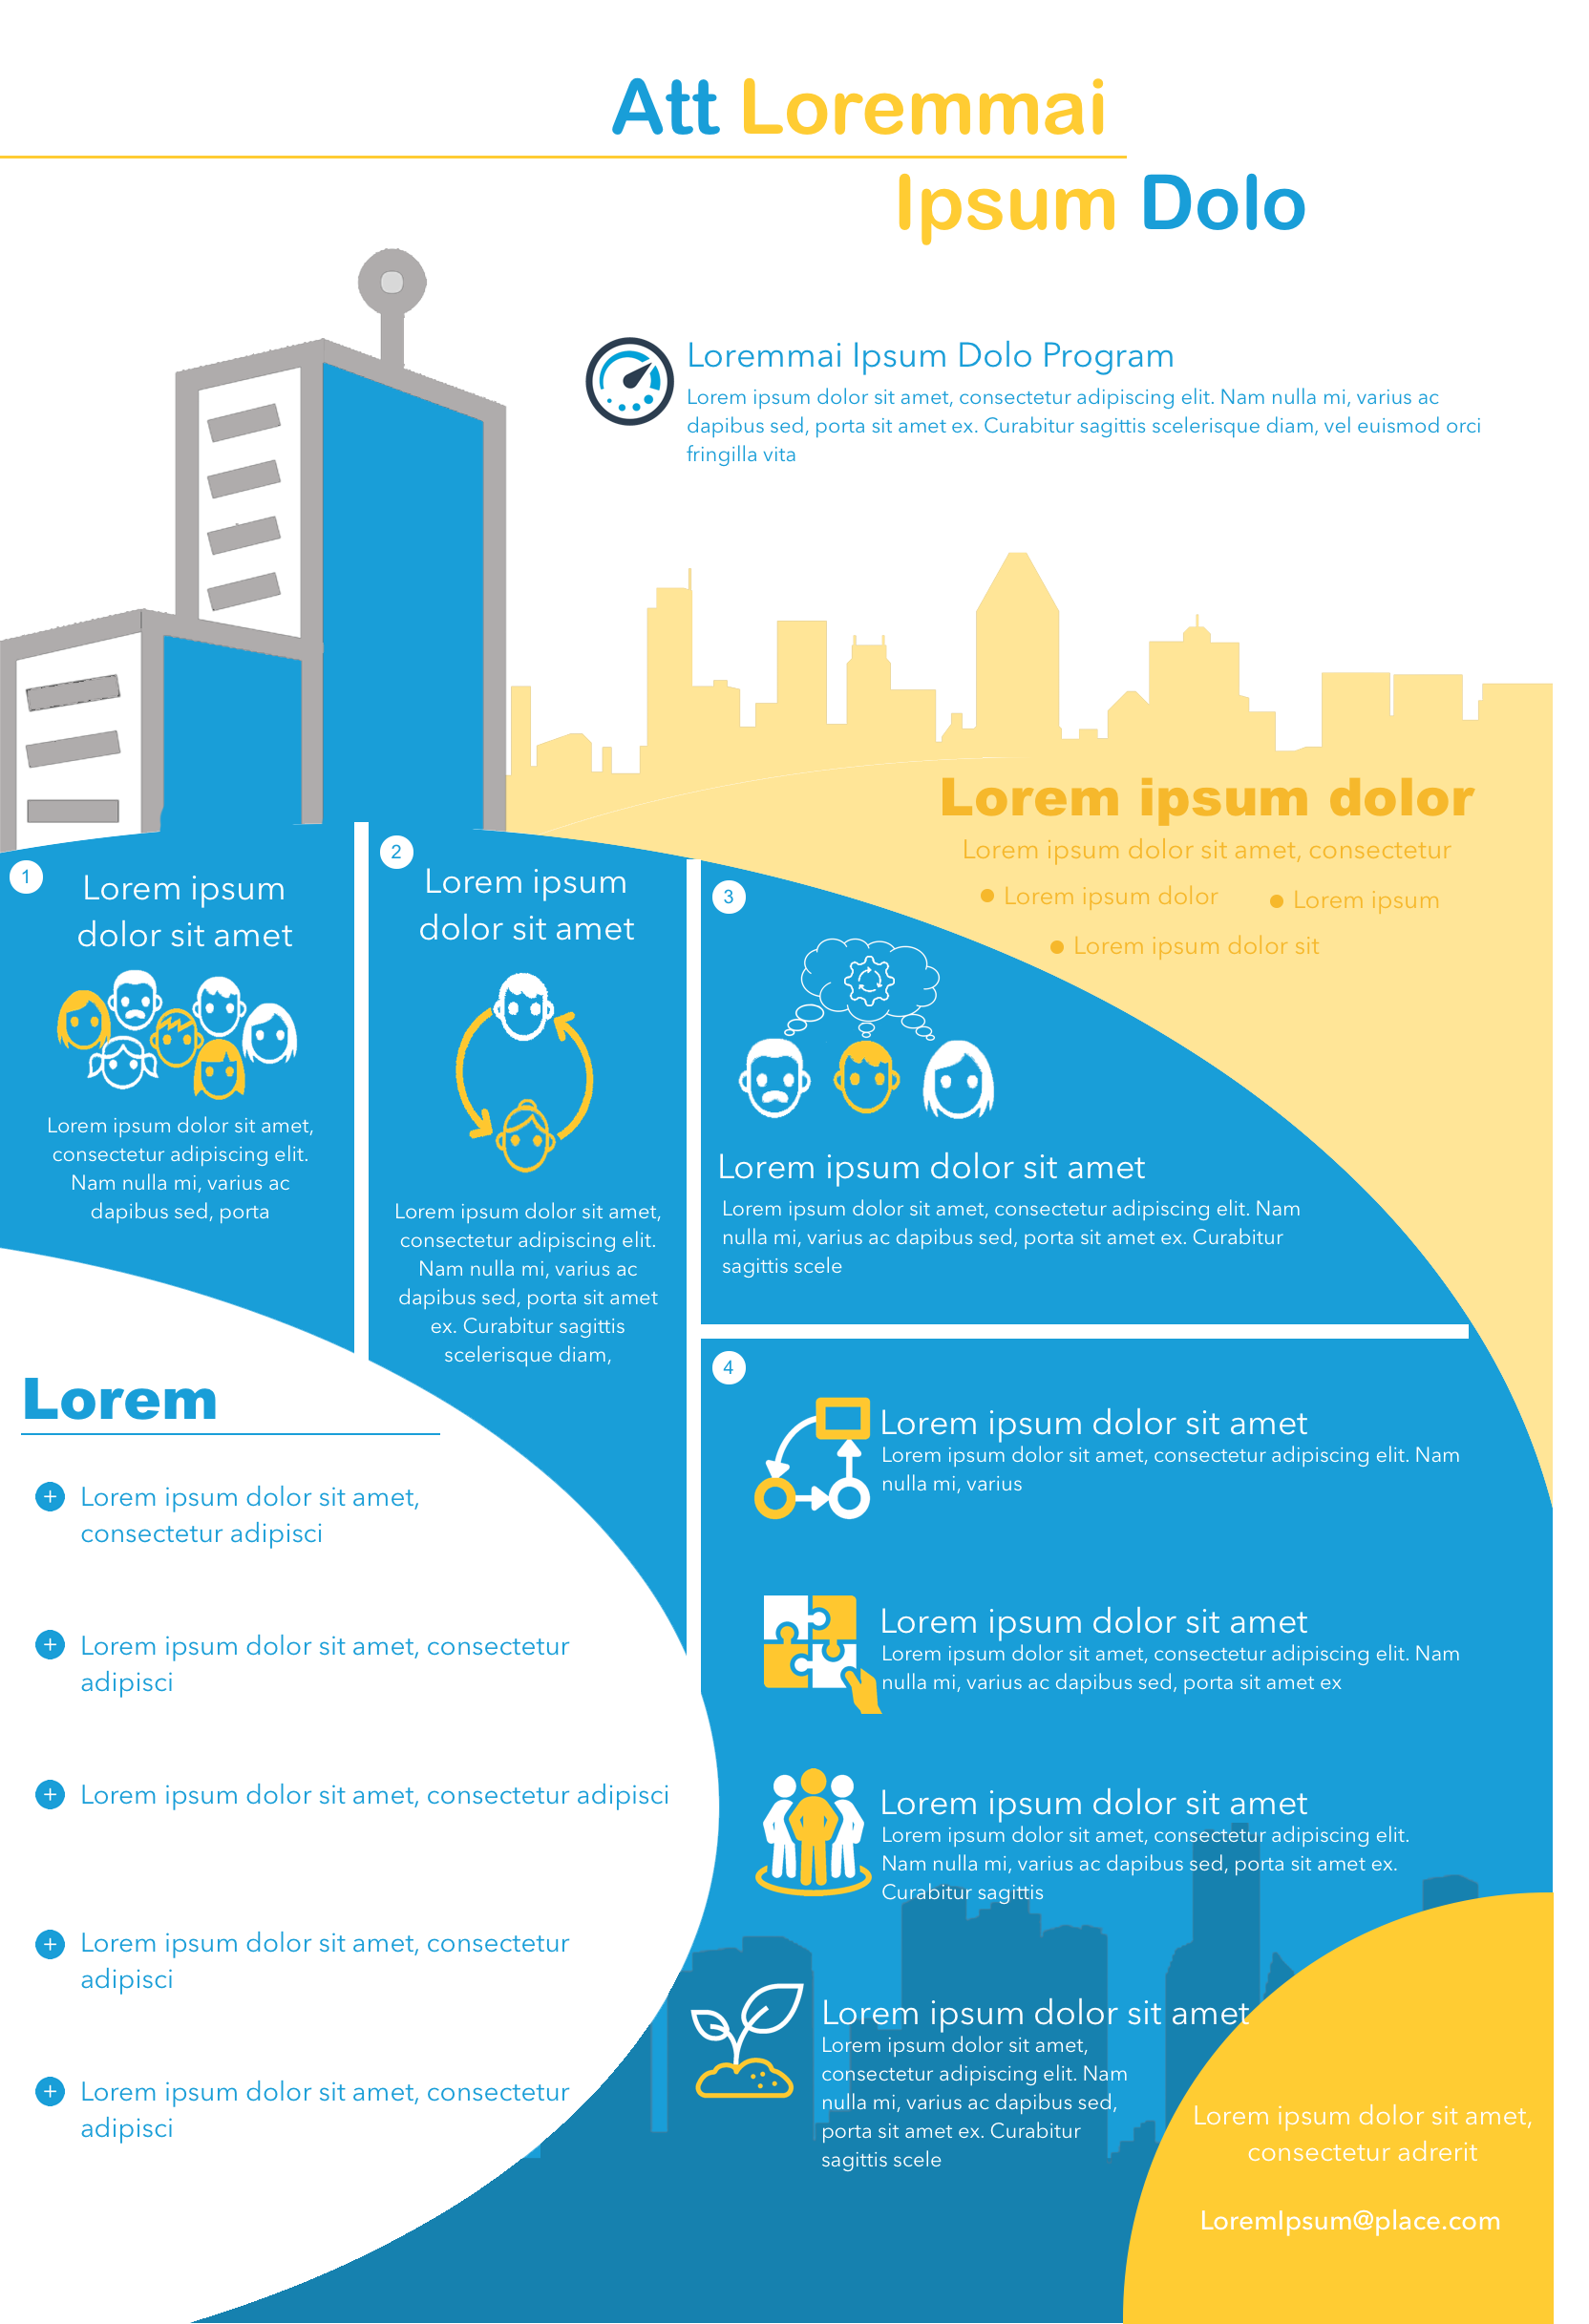 Att Loremmai
Ipsum Dolo
Loremmai Ipsum Dolo Program
Lorem ipsum dolor sit amet, consectetur adipiscing elit. Nam nulla mi, varius ac
dapibus sed, porta sit amet ex. Curabitur sagittis scelerisque diam, vel euismod orci
fringilla vita
Lorem ipsum dolor
Lorem ipsum dolor sit amet, consectetur
Lorem ipsum dolor
Lorem ipsum
Lorem ipsum dolor sit
1
Lorem ipsum
dolor sit amet
Lorem ipsum dolor sit amet,
consectetur adipiscing elit.
Nam nulla mi, varius ac
dapibus sed, porta
2
Lorem ipsum
dolor sit amet
Lorem ipsum dolor sit amet,
consectetur adipiscing elit.
Nam nulla mi, varius ac
dapibus sed, porta sit amet
ex. Curabitur sagittis
scelerisque diam,
3
Lorem ipsum dolor sit amet
Lorem ipsum dolor sit amet, consectetur adipiscing elit. Nam
nulla mi, varius ac dapibus sed, porta sit amet ex. Curabitur
sagittis scele
4
Lorem ipsum dolor sit amet
Lorem ipsum dolor sit amet, consectetur adipiscing elit. Nam
nulla mi, varius
Lorem ipsum dolor sit amet
Lorem ipsum dolor sit amet, consectetur adipiscing elit. Nam
nulla mi, varius ac dapibus sed, porta sit amet ex
Lorem ipsum dolor sit amet
Lorem ipsum dolor sit amet, consectetur adipiscing elit.
Nam nulla mi, varius ac dapibus sed, porta sit amet ex.
Curabitur sagittis
Lorem ipsum dolor sit amet
Lorem ipsum dolor sit amet,
consectetur adipiscing elit. Nam
nulla mi, varius ac dapibus sed,
porta sit amet ex. Curabitur
sagittis scele
Lorem
Lorem ipsum dolor sit amet,
consectetur adipisci
Lorem ipsum dolor sit amet, consectetur
adipisci
Lorem ipsum dolor sit amet, consectetur adipisci
Lorem ipsum dolor sit amet, consectetur
adipisci
Lorem ipsum dolor sit amet, consectetur
adipisci
Lorem ipsum dolor sit amet,
consectetur adrerit
LoremIpsum@place.com